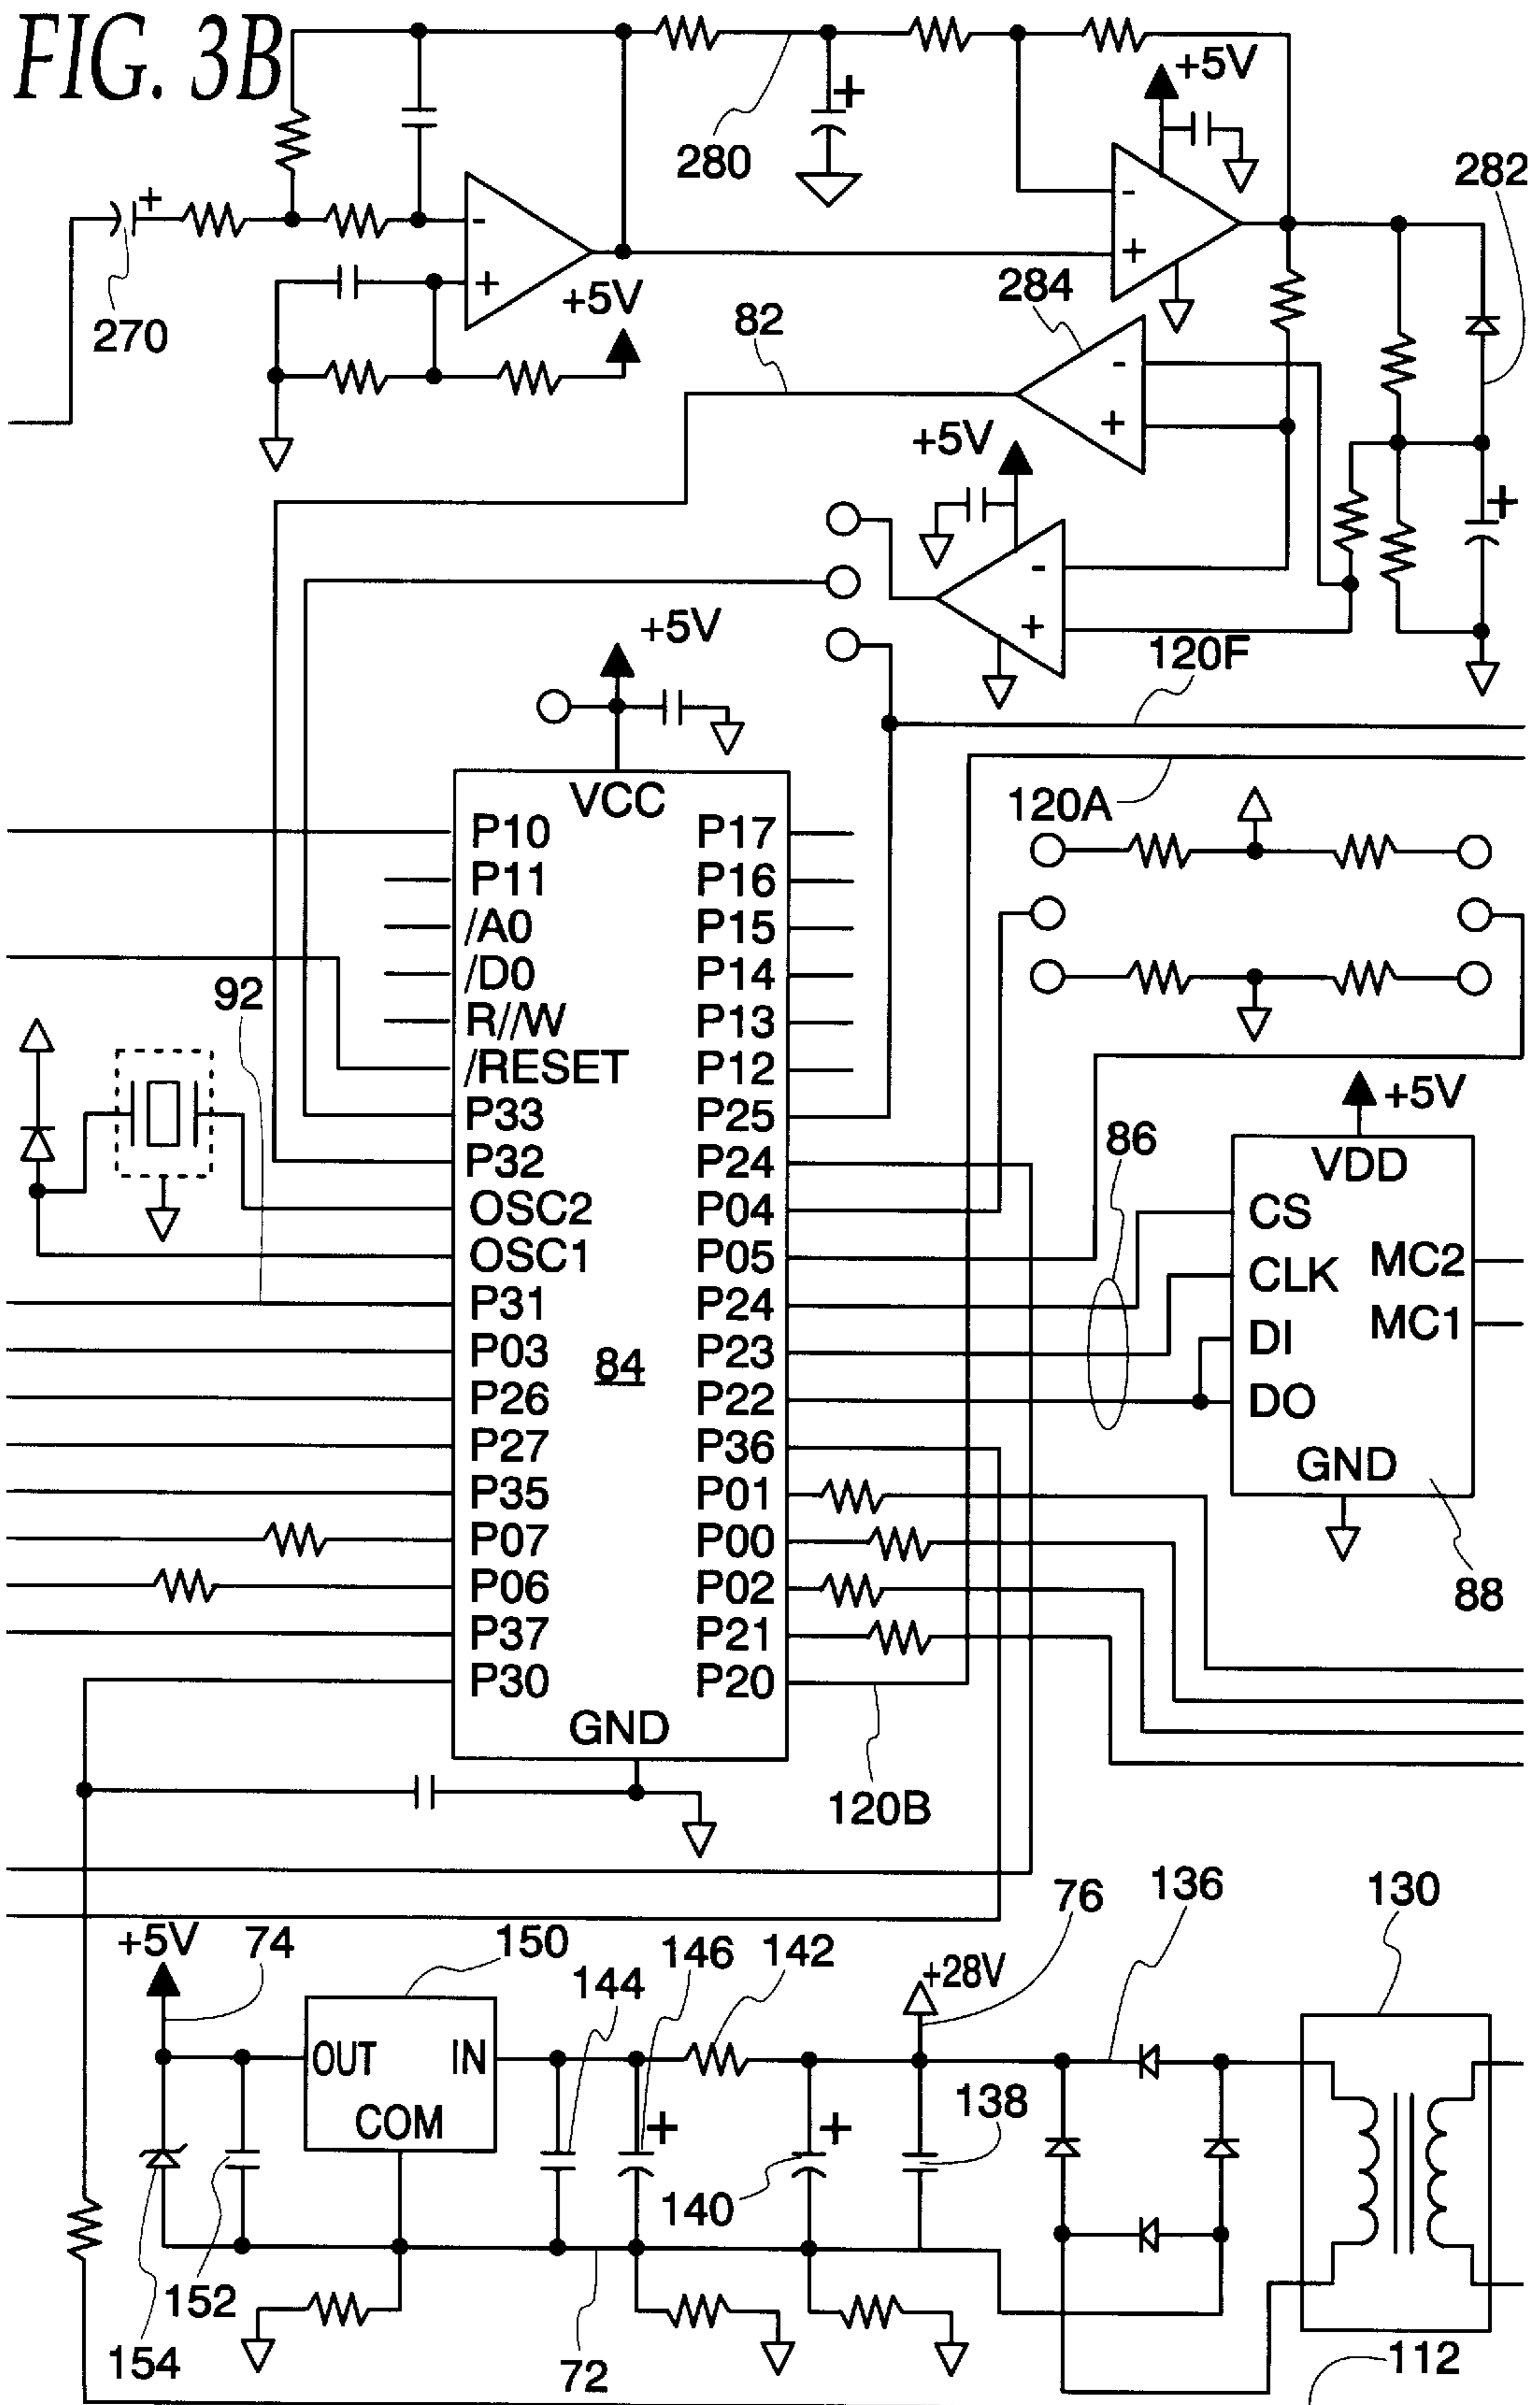 FIG. 3B
+5V
+
280
282
+
-
-
+
+
+5V
284
270
82
-
+
+5V
+
-
+
120F
+5V
VCC
120A
P10 P17
P11 P16
/A0 P15
/D0 P14
92
R//W P13
/RESET P12
P33 P25
+5V
86
P32 P24
VDD
OSC2 P04
CS
OSC1 P05
MC2
CLK
P31 P24
MC1
DI
P03 P23
84
P26 P22
DO
P27 P36
GND
P35 P01
P07 P00
P06 P02
88
P37 P21
P30 P20
GND
120B
76
136
130
+5V
74
150
146
142
144
+28V
OUT
IN
COM
+
+
138
140
152
154
72
112